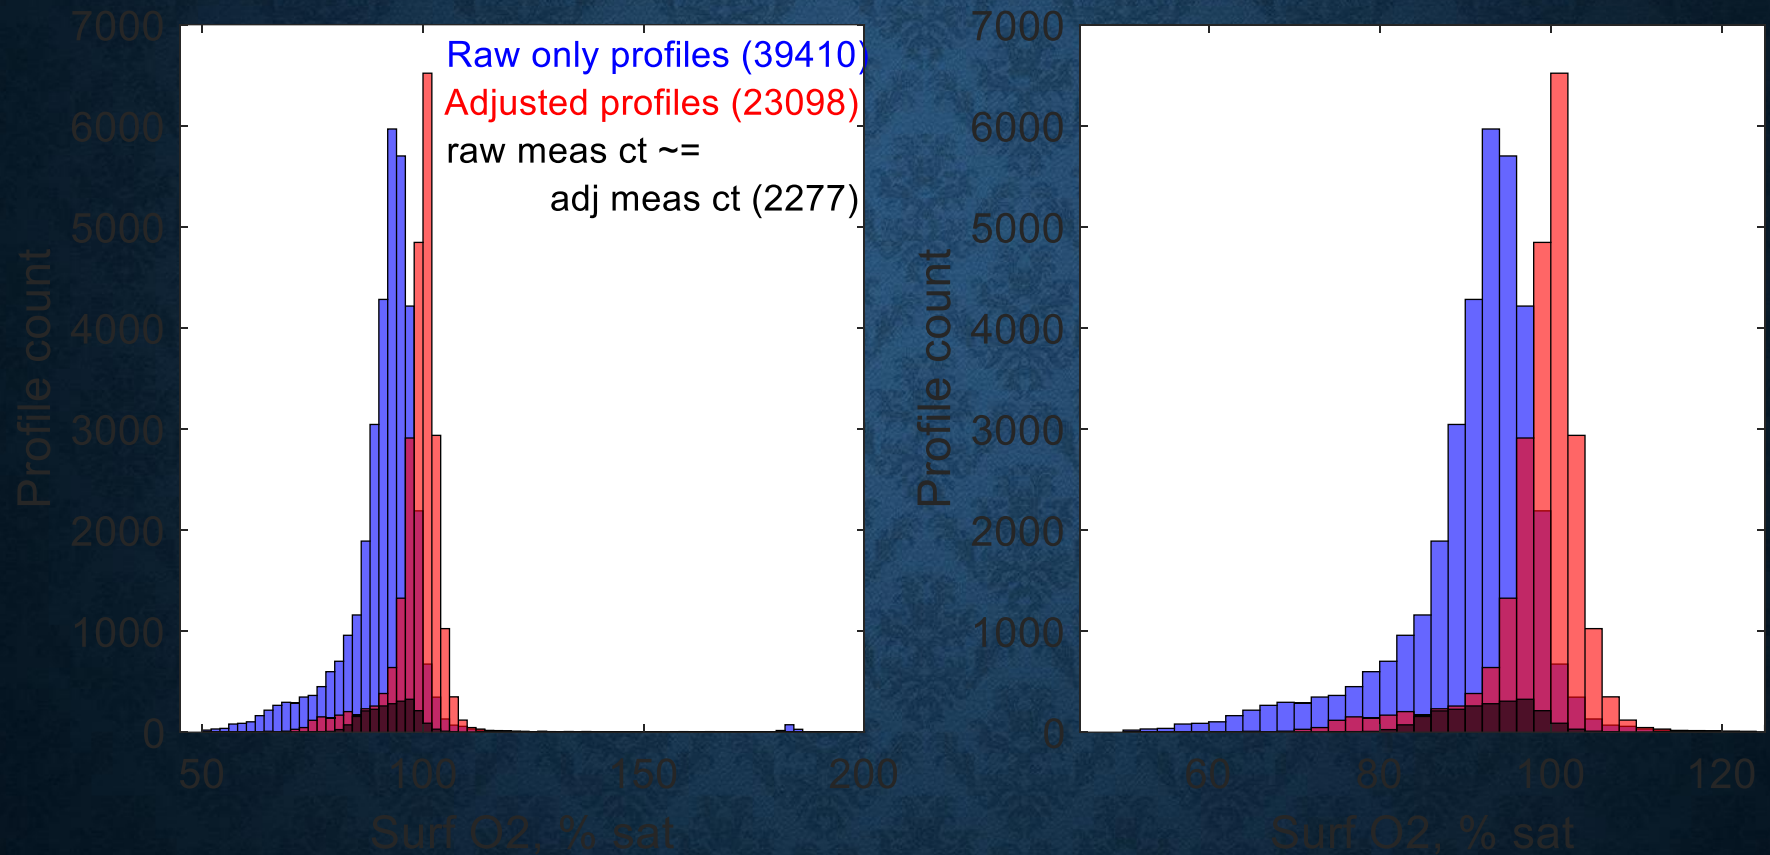 7000
6000
5000
4000
3000
2000
1000
0
Profile count
50 100 150 200
Surf O2, % sat
Raw only profiles (39410)
Adjusted profiles (23098)
raw meas ct ~=
adj meas ct (2277)
7000
6000
5000
4000
3000
2000
1000
0
Profile count
60 80 100 120
Surf O2, % sat